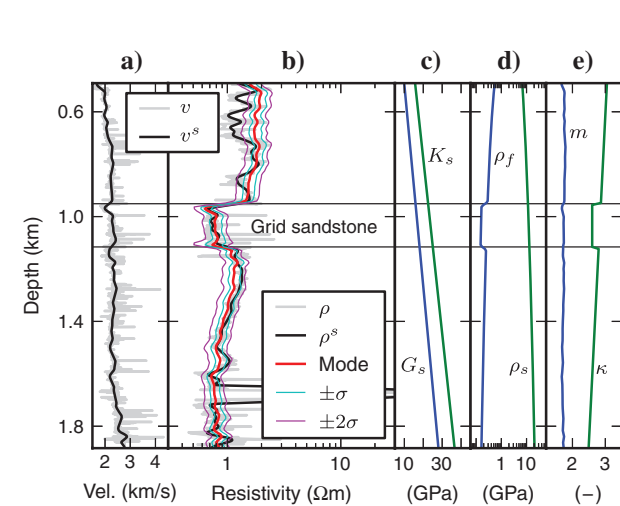 a) b) c) d) e)
v
v^s
0.6
1.0
1.4
1.8
Depth (km)
K_s
ρ_f
m
Grid sandstone
ρ
ρ^s
Mode
±σ
±2σ
G_s
ρ_s
κ
2 3 4 1 10 10 30 1 10 2 3
Vel. (km/s) Resistivity (Ωm) (GPa) (GPa) (−)